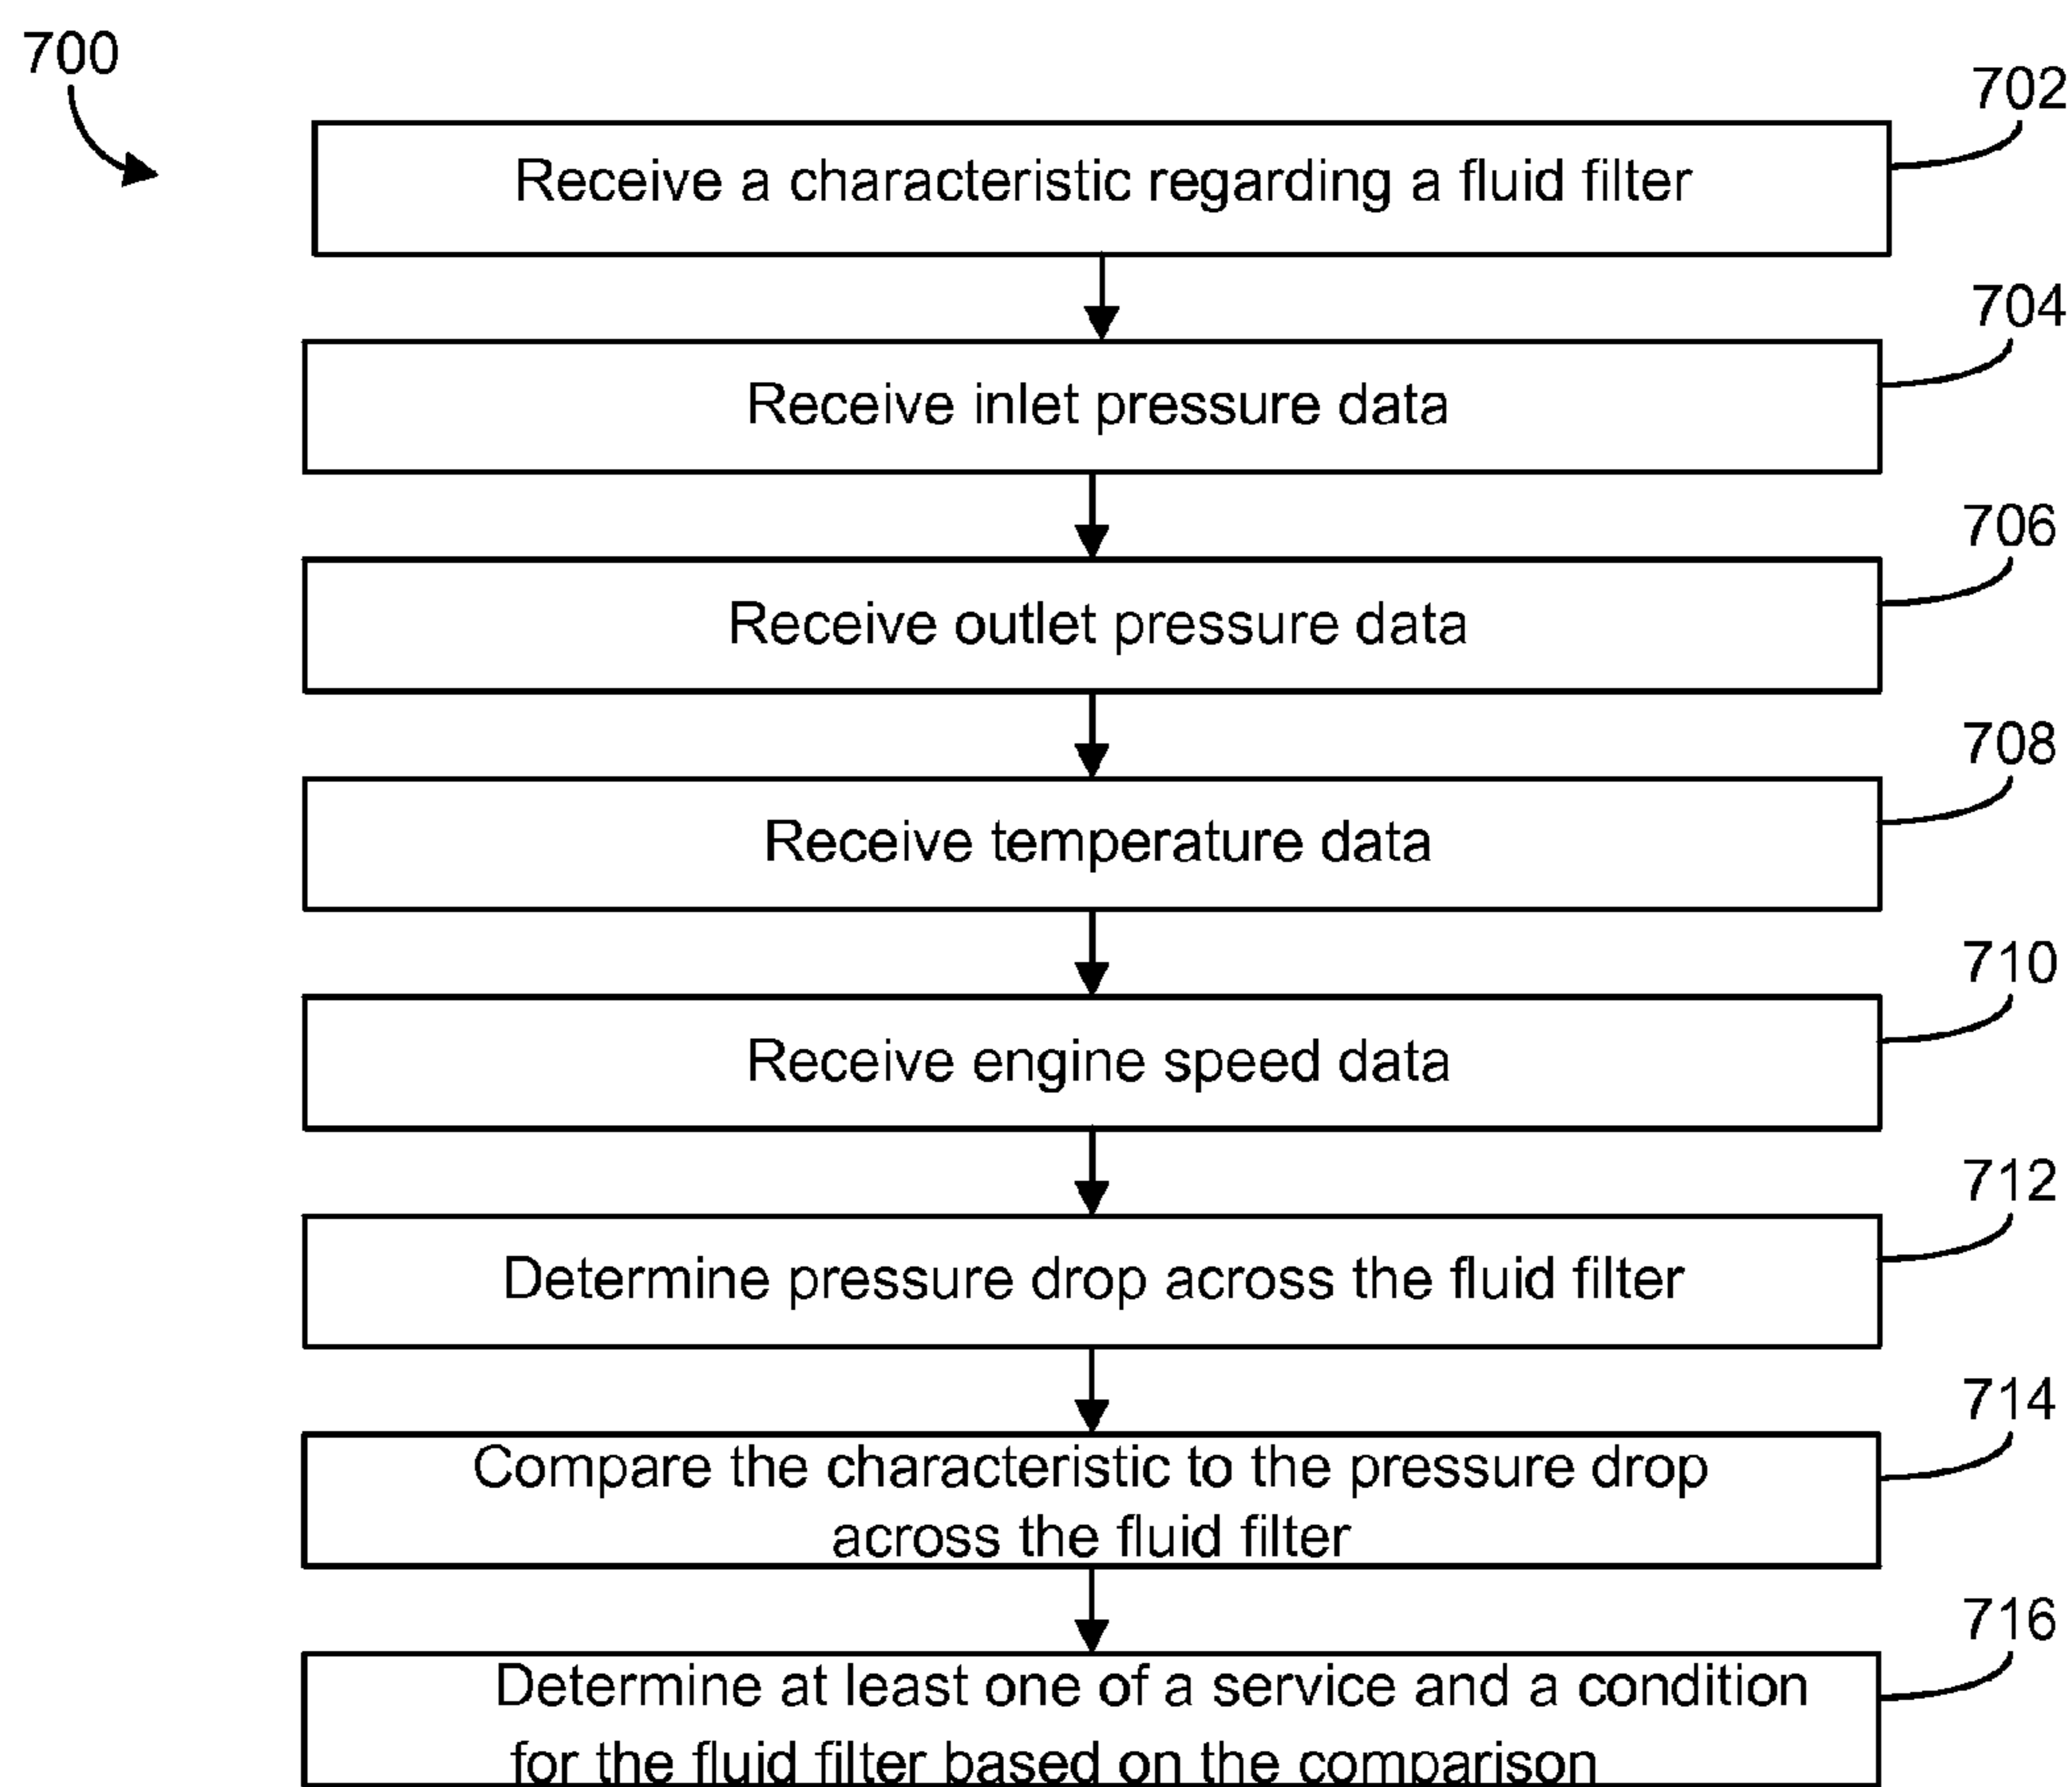 700
702
Receive a characteristic regarding a fluid filter
704
Receive inlet pressure data
706
Receive outlet pressure data
708
Receive temperature data
710
Receive engine speed data
712
Determine pressure drop across the fluid filter
714
Compare the characteristic to the pressure drop
across the fluid filter
716
Determine at least one of a service and a condition
for the fluid filter based on the comparison